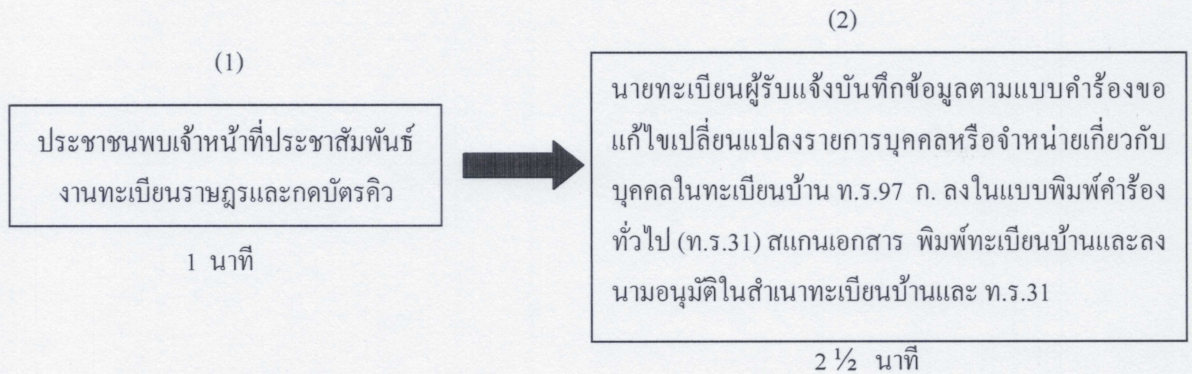 (1)
ประชาชนพบเจ้าหน้าที่ประชาสัมพันธ์
งานทะเบียนราษฎรและกดบัตรคิว
1 นาที
(2)
นายทะเบียนผู้รับแจ้งบันทึกข้อมูลตามแบบคำร้องขอ
แก้ไขเปลี่ยนแปลงรายการบุคคลหรือจำหน่ายเกี่ยวกับ
บุคคลในทะเบียนบ้าน ท.ร.97 ก. ลงในแบบพิมพ์คำร้อง
ทั่วไป (ท.ร.31) สแกนเอกสาร พิมพ์ทะเบียนบ้านและลง
นามอนุมัติในสำเนาทะเบียนบ้านและ ท.ร.31
2 ½ นาที